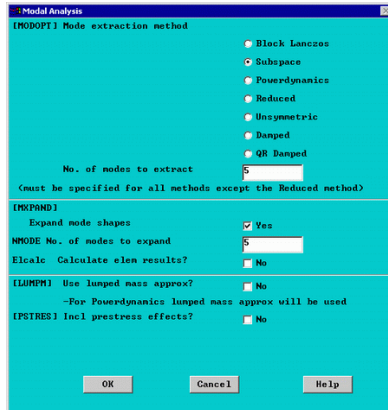 Modal Analysis
[MODOPT] Mode extraction method
Block Lanczos
Subspace
Powerdynamics
Reduced
Unsymmetric
Damped
QR Damped
No. of modes to extract 5
(must be specified for all methods except the Reduced method)
[MXPAND]
Expand mode shapes Yes
NMODE No. of modes to expand 5
Elcalc Calculate elem results? No
[LUMPM] Use lumped mass approx? No
-For Powerdynamics lumped mass approx will be used
[PSTRES] Incl prestress effects? No
OK Cancel Help